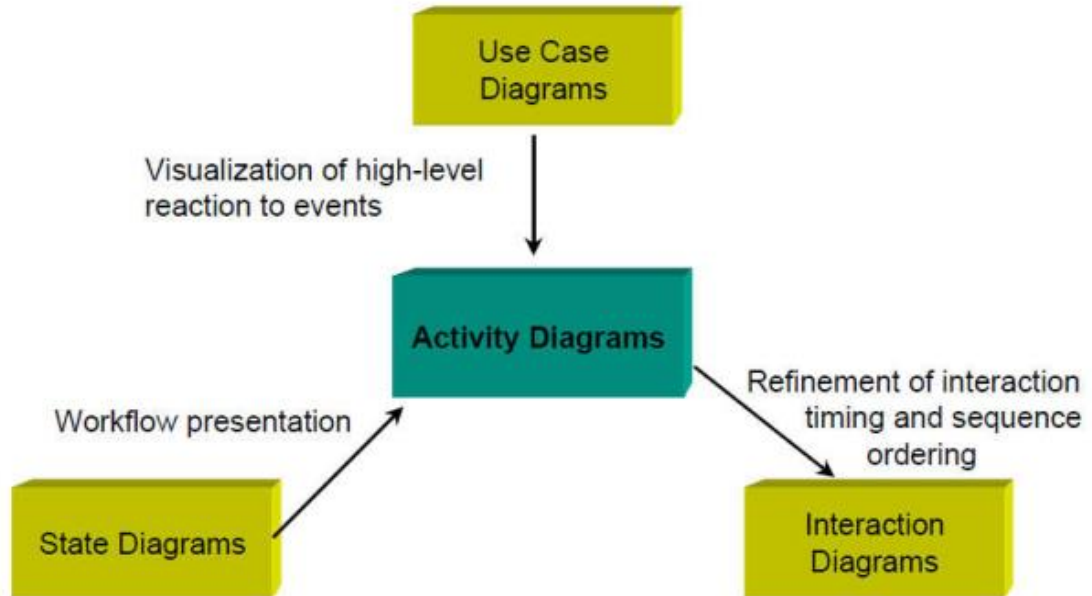 Use Case
Diagrams
Visualization of high-level
reaction to events
Activity Diagrams
Refinement of interaction
timing and sequence
ordering
Workflow presentation
State Diagrams
Interaction
Diagrams